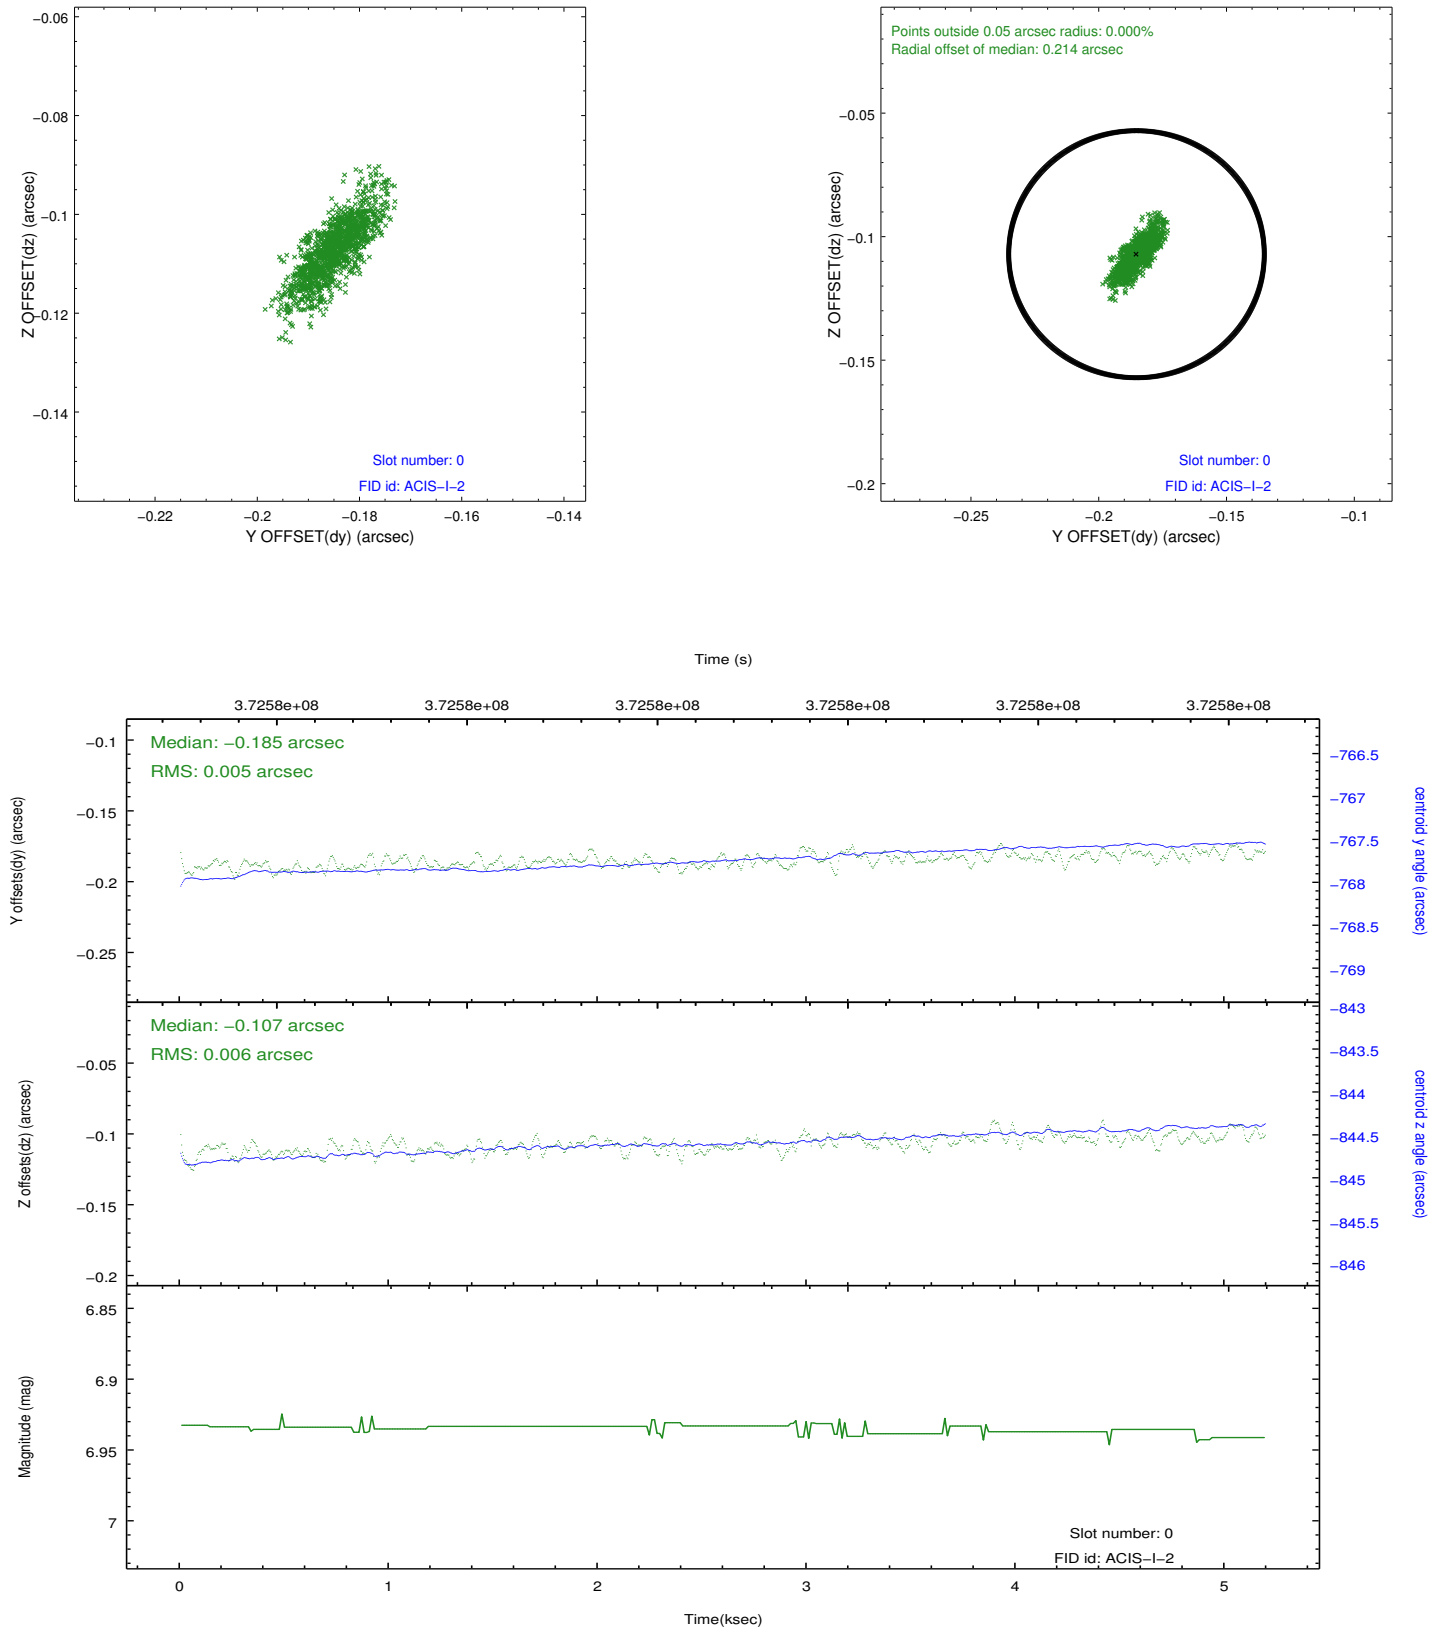 −0.06
−0.08
−0.1
−0.12
−0.14
Z OFFSET(dz) (arcsec)
Slot number: 0
FID id: ACIS−I−2
−0.22
−0.2
−0.18
−0.16
−0.14
Y OFFSET(dy) (arcsec)
Points outside 0.05 arcsec radius: 0.000%
Radial offset of median: 0.214 arcsec
−0.05
−0.1
−0.15
−0.2
Z OFFSET(dz) (arcsec)
Slot number: 0
FID id: ACIS−I−2
−0.25
−0.2
−0.15
−0.1
Y OFFSET(dy) (arcsec)
Time (s)
3.7258e+08
3.7258e+08
3.7258e+08
3.7258e+08
3.7258e+08
3.7258e+08
Median: −0.185 arcsec
RMS: 0.005 arcsec
−0.1
−0.15
−0.2
−0.25
Y offsets(dy) (arcsec)
−766.5
−767
−767.5
−768
−768.5
−769
centroid y angle (arcsec)
Median: −0.107 arcsec
RMS: 0.006 arcsec
−0.05
−0.1
−0.15
−0.2
Z offsets(dz) (arcsec)
−843
−843.5
−844
−844.5
−845
−845.5
−846
centroid z angle (arcsec)
6.85
6.9
6.95
7
Magnitude (mag)
Slot number: 0
FID id: ACIS−I−2
0
1
2
3
4
5
Time(ksec)